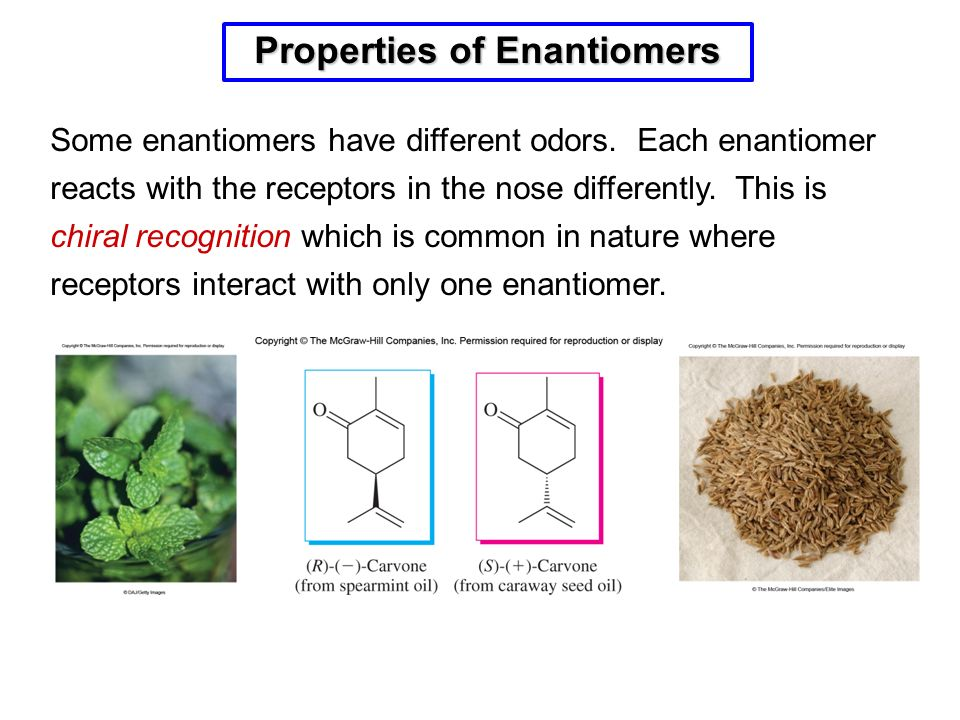 Properties of Enantiomers
Some enantiomers have different odors. Each enantiomer
reacts with the receptors in the nose differently. This is
chiral recognition which is common in nature where
receptors interact with only one enantiomer.
Copyright © The McGraw-Hill Companies, Inc. Permission required for reproduction or display
Copyright © The McGraw-Hill Companies, Inc. Permission required for reproduction or display
Copyright © The McGraw-Hill Companies, Inc. Permission required for reproduction or display
O
O
(R)-(−)-Carvone
(from spearmint oil)
(S)-(+)-Carvone
(from caraway seed oil)
© DAJ/Getty Images
© The McGraw-Hill Companies/Elite Images